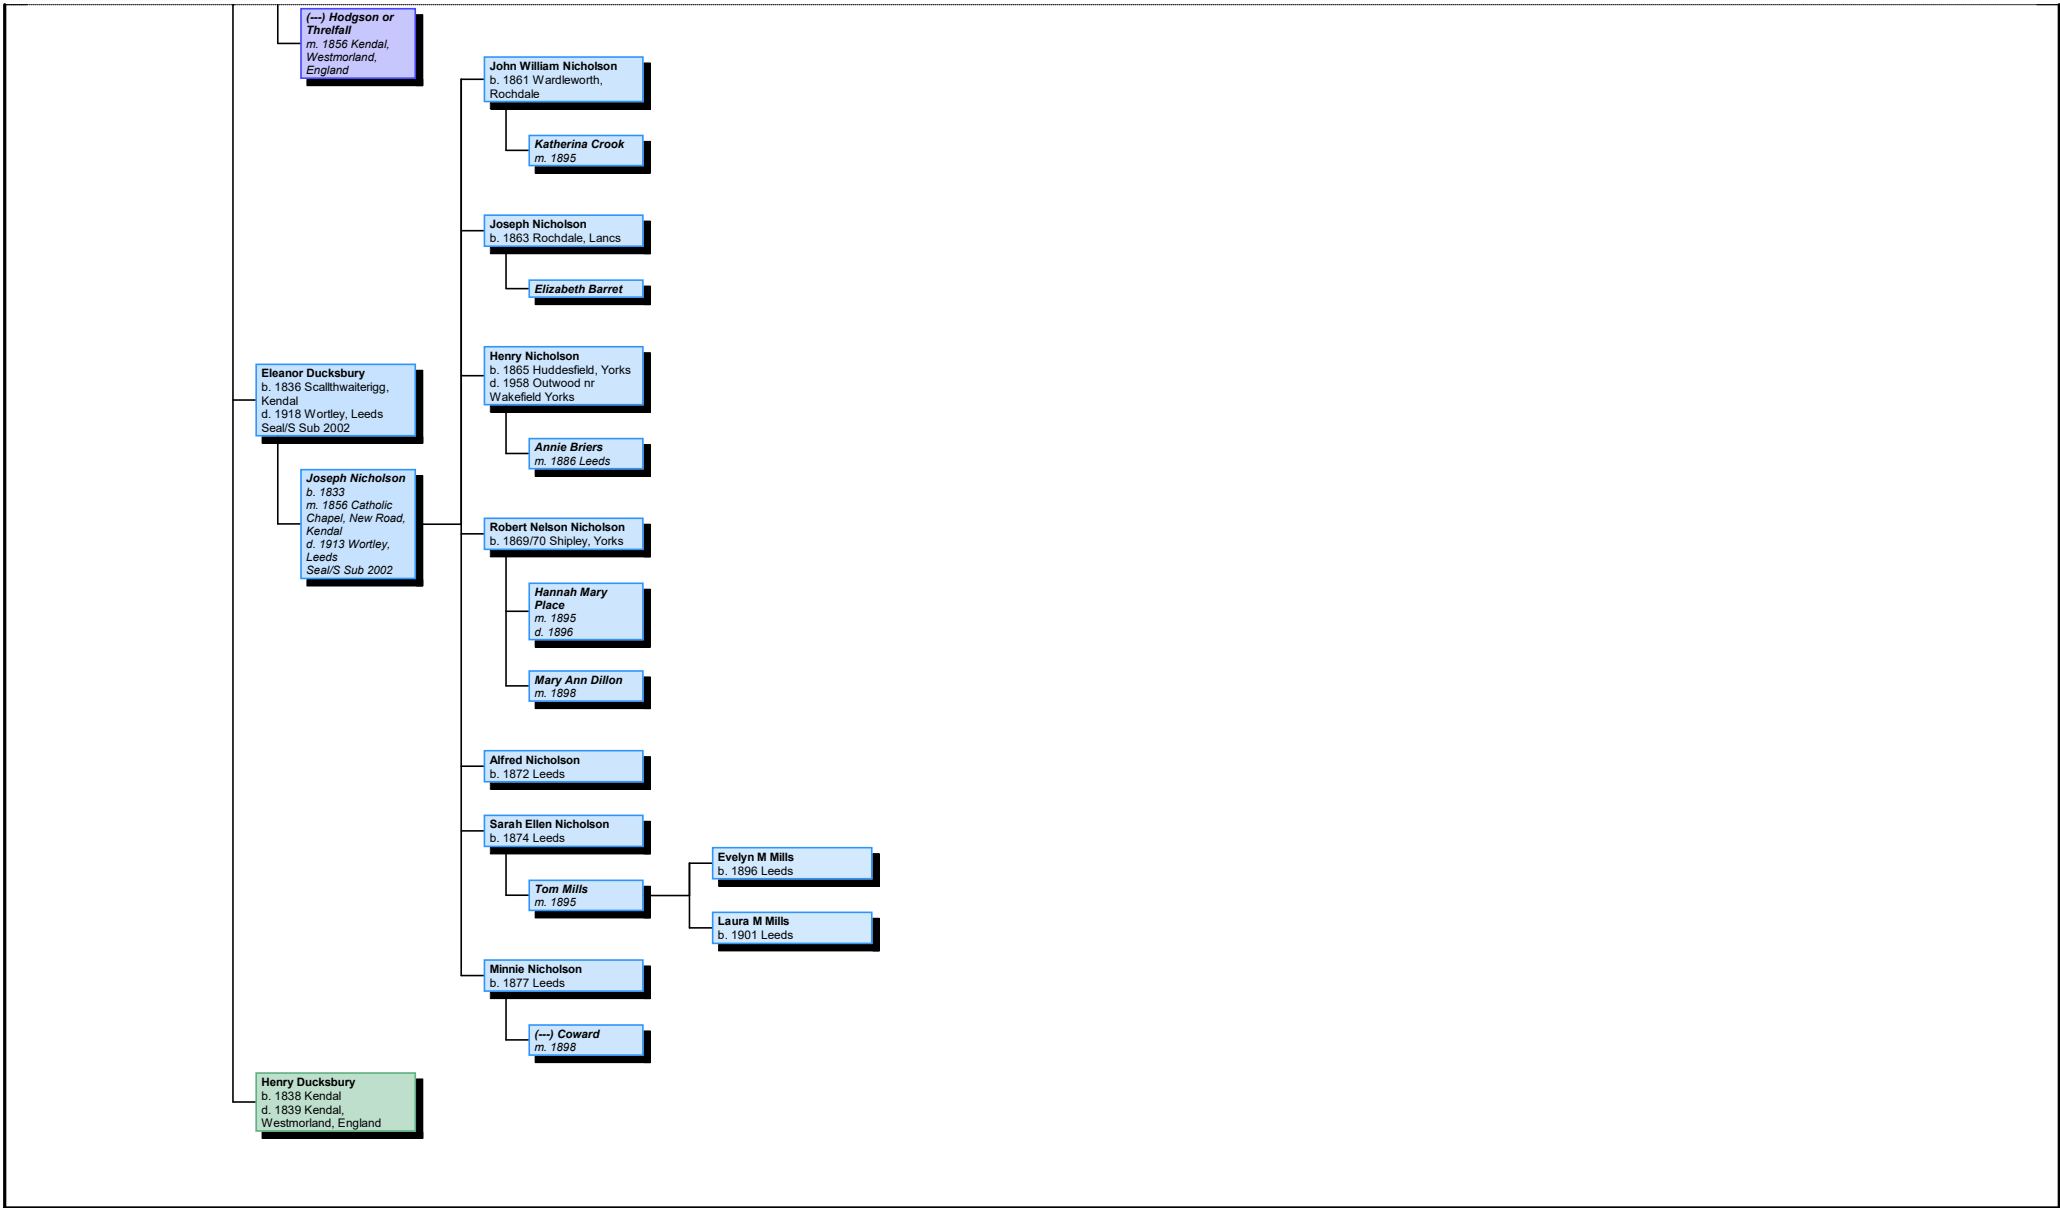 (---) Hodgson or
Threlfall
m. 1856 Kendal,
Westmorland,
England
John William Nicholson
b. 1861 Wardleworth,
Rochdale
Katherina Crook
m. 1895
Joseph Nicholson
b. 1863 Rochdale, Lancs
Elizabeth Barret
Henry Nicholson
b. 1865 Huddesfield, Yorks
d. 1958 Outwood nr
Wakefield Yorks
Eleanor Ducksbury
b. 1836 Scallthwaiterigg,
Kendal
d. 1918 Wortley, Leeds
Seal/S Sub 2002
Annie Briers
m. 1886 Leeds
Joseph Nicholson
b. 1833
m. 1856 Catholic
Chapel, New Road,
Kendal
d. 1913 Wortley,
Leeds
Seal/S Sub 2002
Robert Nelson Nicholson
b. 1869/70 Shipley, Yorks
Hannah Mary
Place
m. 1895
d. 1896
Mary Ann Dillon
m. 1898
Alfred Nicholson
b. 1872 Leeds
Sarah Ellen Nicholson
b. 1874 Leeds
Tom Mills
m. 1895
Evelyn M Mills
b. 1896 Leeds
Laura M Mills
b. 1901 Leeds
Minnie Nicholson
b. 1877 Leeds
(---) Coward
m. 1898
Henry Ducksbury
b. 1838 Kendal
d. 1839 Kendal,
Westmorland, England